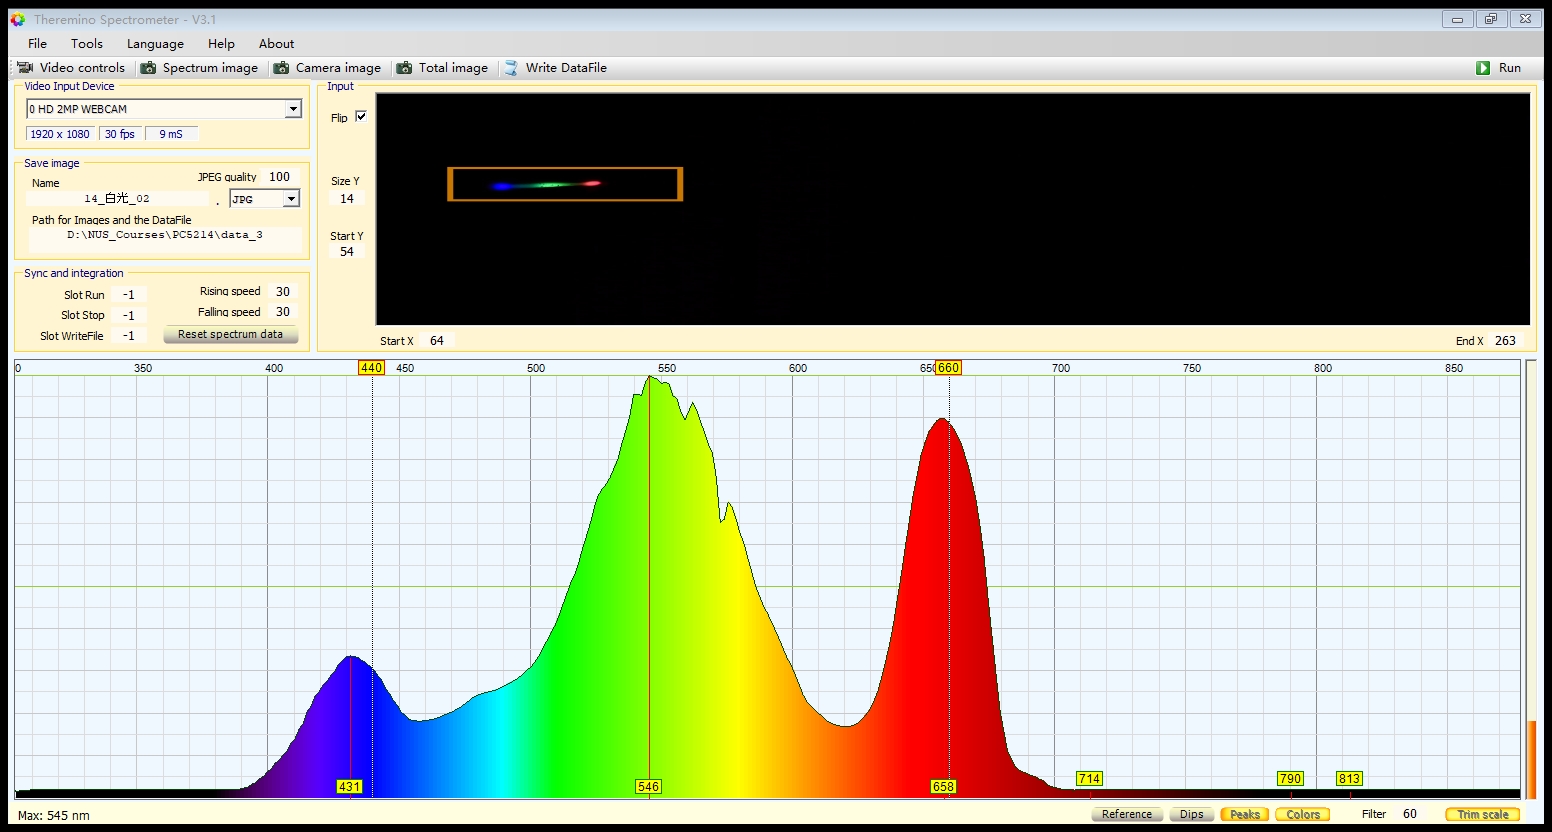 Theremino Spectrometer - V3.1
File Tools Language Help About
Video controls Spectrum image Camera image Total image Write DataFile Run
Video Input Device
0 HD 2MP WEBCAM
1920 x 1080 30 fps 9 mS
Save image
JPEG quality 100
Name
14_白光_02 . JPG
Path for Images and the DataFile
D:\NUS_Courses\PC5214\data_3
Sync and integration
Slot Run -1 Rising speed 30
Slot Stop -1 Falling speed 30
Slot WriteFile -1 Reset spectrum data
Input
Flip
Size Y
14
Start Y
54
Start X 64 End X 263
0 350 400 440 450 500 550 600 650 660 700 750 800 850
714 790 813
431 546 658
Max: 545 nm Reference Dips Peaks Colors Filter 60 Trim scale